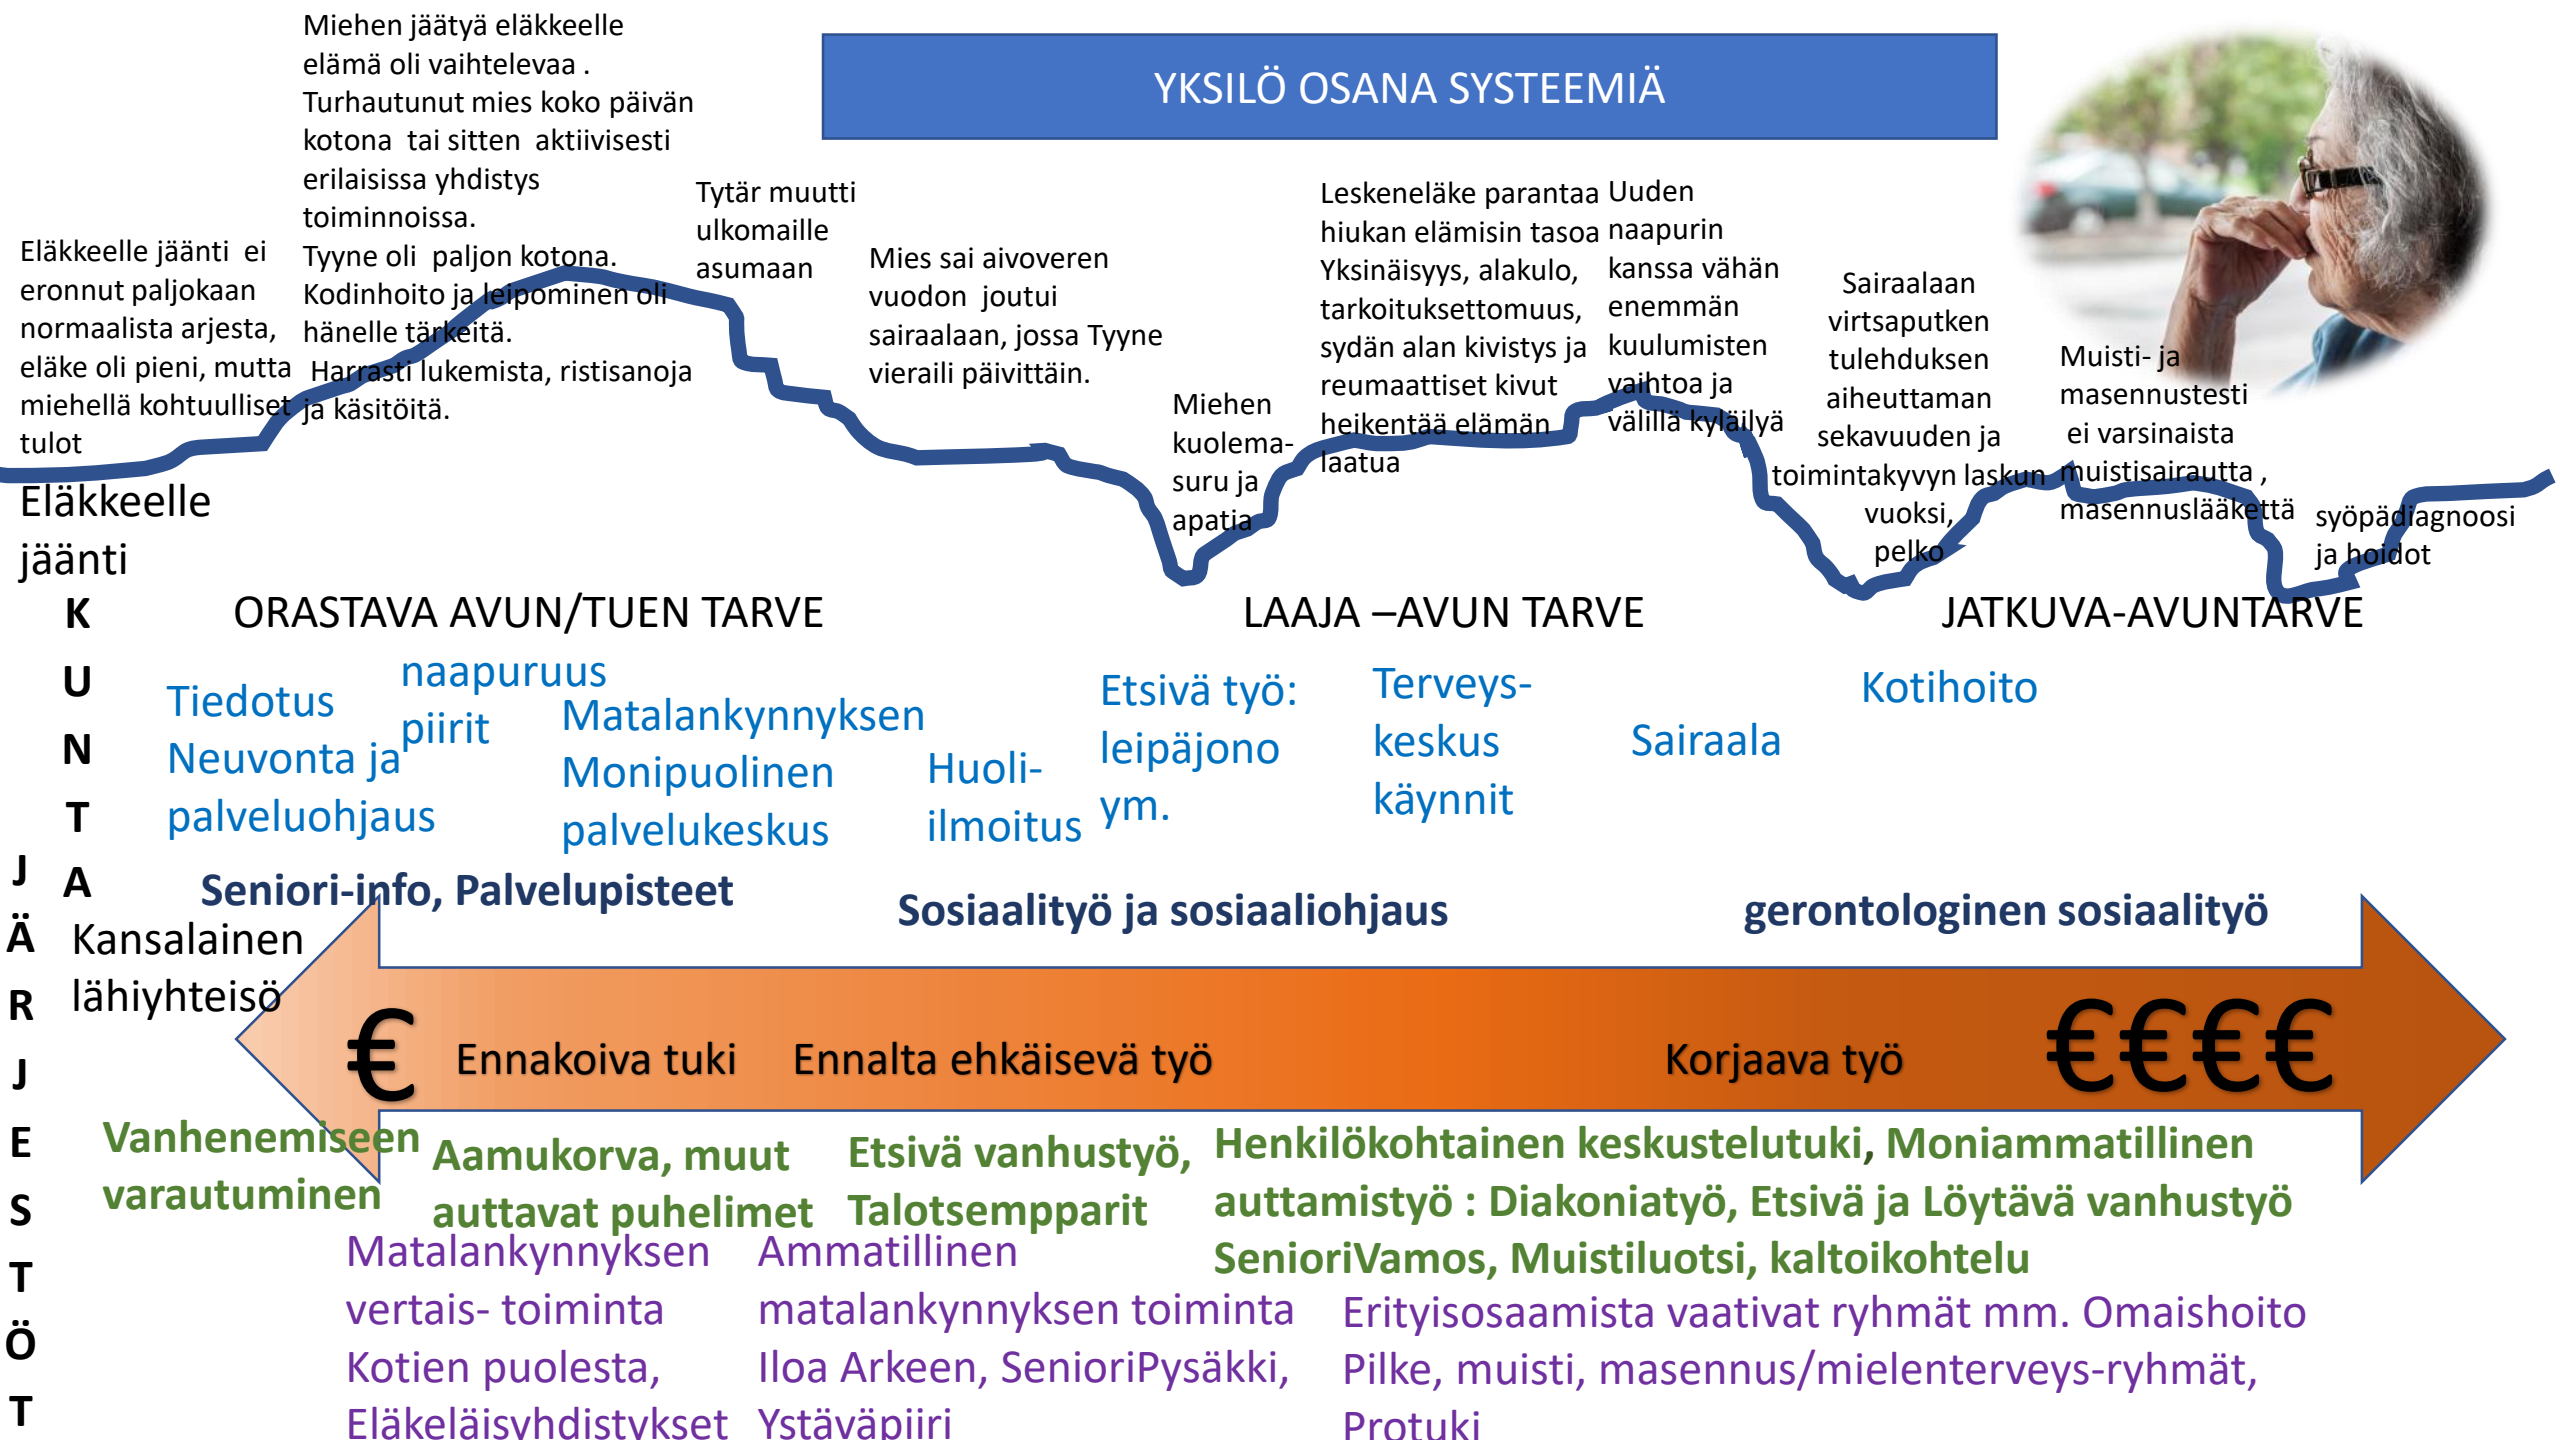 YKSILÖ OSANA SYSTEEMIÄ
Eläkkeelle jäänti ei
eronnut paljokaan
normaalista arjesta,
eläke oli pieni, mutta
miehellä kohtuulliset
tulot
Miehen jäätyä eläkkeelle
elämä oli vaihtelevaa .
Turhautunut mies koko päivän
kotona tai sitten aktiivisesti
erilaisissa yhdistys
toiminnoissa.
Tyyne oli paljon kotona.
Kodinhoito ja leipominen oli
hänelle tärkeitä.
Harrasti lukemista, ristisanoja
ja käsitöitä.
Tytär muutti
ulkomaille
asumaan
Mies sai aivoveren
vuodon joutui
sairaalaan, jossa Tyyne
vieraili päivittäin.
Miehen
kuolema-
suru ja
apatia
Leskeneläke parantaa
hiukan elämisin tasoa
Yksinäisyys, alakulo,
tarkoituksettomuus,
sydän alan kivistys ja
reumaattiset kivut
heikentää elämän
laatua
Uuden
naapurin
kanssa vähän
enemmän
kuulumisten
vaihtoa ja
välillä kyläilyä
Sairaalaan
virtsaputken
tulehduksen
aiheuttaman
sekavuuden ja
toimintakyvyn laskun
vuoksi,
pelko
Muisti- ja
masennustesti
ei varsinaista
muistisairautta ,
masennuslääkettä
syöpädiagnoosi
ja hoidot
Eläkkeelle
jäänti
KUNTA
JÄRJESTÖT
ORASTAVA AVUN/TUEN TARVE
LAAJA –AVUN TARVE
JATKUVA-AVUNTARVE
Tiedotus
Neuvonta ja
palveluohjaus
naapuruus
piirit
Matalankynnyksen
Monipuolinen
palvelukeskus
Huoli-
ilmoitus
Etsivä työ:
leipäjono
ym.
Terveys-
keskus
käynnit
Sairaala
Kotihoito
Seniori-info, Palvelupisteet
Sosiaalityö ja sosiaaliohjaus
gerontologinen sosiaalityö
Kansalainen
lähiyhteisö
€
Ennakoiva tuki
Ennalta ehkäisevä työ
Korjaava työ
€€€€
Vanhenemiseen
varautuminen
Aamukorva, muut
auttavat puhelimet
Etsivä vanhustyö,
Talotsempparit
Henkilökohtainen keskustelutuki, Moniammatillinen
auttamistyö : Diakoniatyö, Etsivä ja Löytävä vanhustyö
SenioriVamos, Muistiluotsi, kaltoikohtelu
Matalankynnyksen
vertais- toiminta
Kotien puolesta,
Eläkeläisyhdistykset
Ammatillinen
matalankynnyksen toiminta
Iloa Arkeen, SenioriPysäkki,
Ystäväpiiri
Erityisosaamista vaativat ryhmät mm. Omaishoito
Pilke, muisti, masennus/mielenterveys-ryhmät,
Protuki